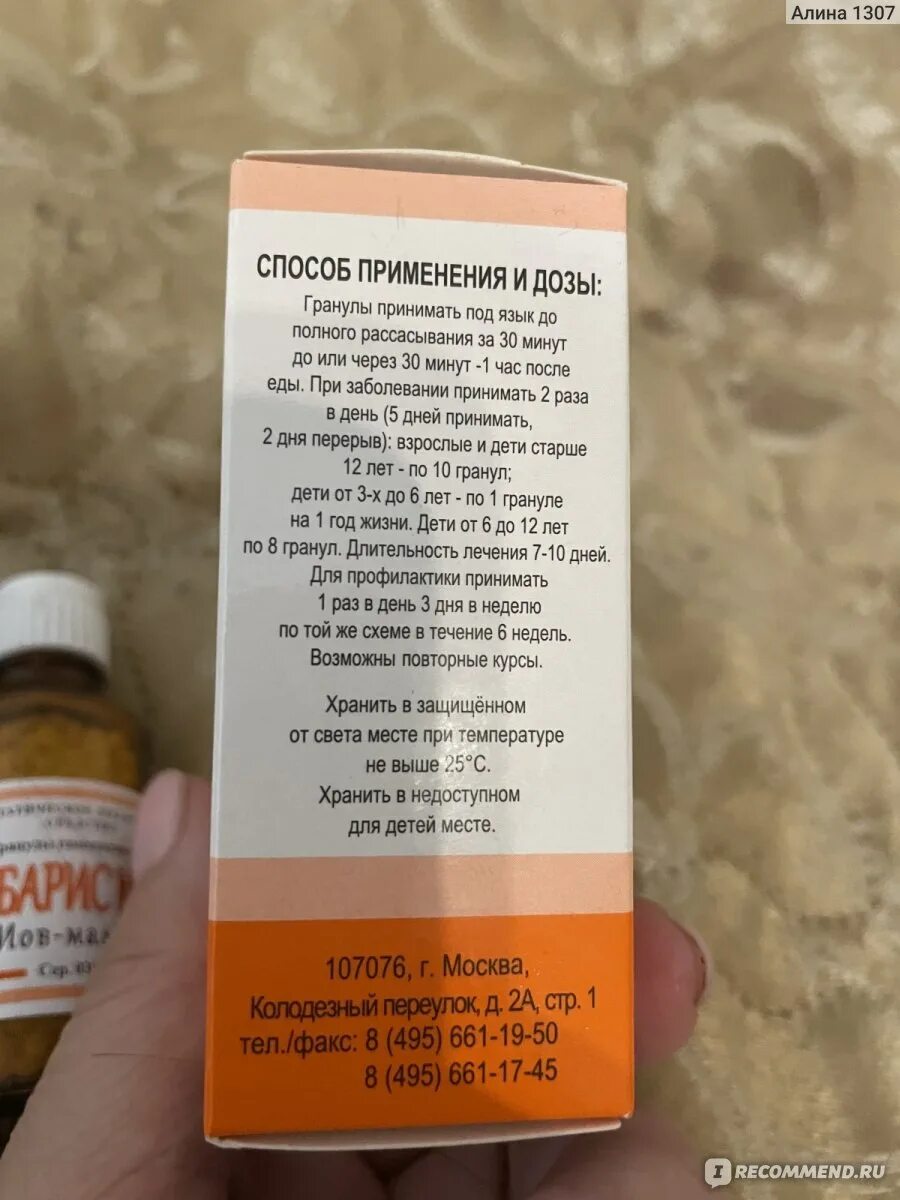 Алина 1307
СПОСОБ ПРИМЕНЕНИЯ И ДОЗЫ:
Гранулы принимать под язык до
полного рассасывания за 30 минут
до или через 30 минут -1 час после
еды. При заболевании принимать 2 раза
в день (5 дней принимать,
2 дня перерыв): взрослые и дети старше
12 лет - по 10 гранул;
дети от 3-х до 6 лет - по 1 грануле
на 1 год жизни. Дети от 6 до 12 лет
по 8 гранул. Длительность лечения 7-10 дней.
Для профилактики принимать
1 раз в день 3 дня в неделю
по той же схеме в течение 6 недель.
Возможны повторные курсы.
Хранить в защищённом
от света месте при температуре
не выше 25°С.
Хранить в недоступном
для детей месте.
107076, г. Москва,
Колодезный переулок, д. 2А, стр. 1
тел./факс: 8 (495) 661-19-50
8 (495) 661-17-45
СРЕДСТВО
БАРИС
Иов-ма
Сер.
IRECOMMEND.RU